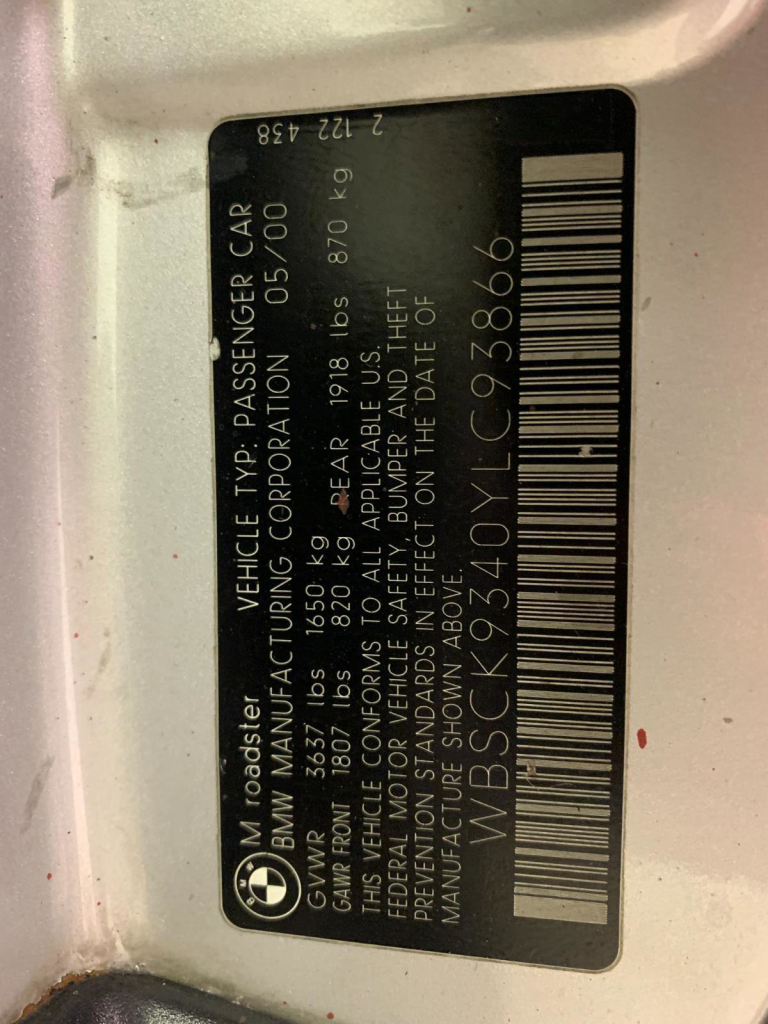 BMW
M roadster VEHICLE TYP: PASSENGER CAR
BMW MANUFACTURING CORPORATION 05/00
GVWR 3637 lbs 1650 kg
GAWR FRONT 1807 lbs 820 kg REAR 1918 lbs 870 kg
THIS VEHICLE CONFORMS TO ALL APPLICABLE U.S.
FEDERAL MOTOR VEHICLE SAFETY, BUMPER AND THEFT
PREVENTION STANDARDS IN EFFECT ON THE DATE OF
MANUFACTURE SHOWN ABOVE.
WBSCK9340YLC93866
2 122 438